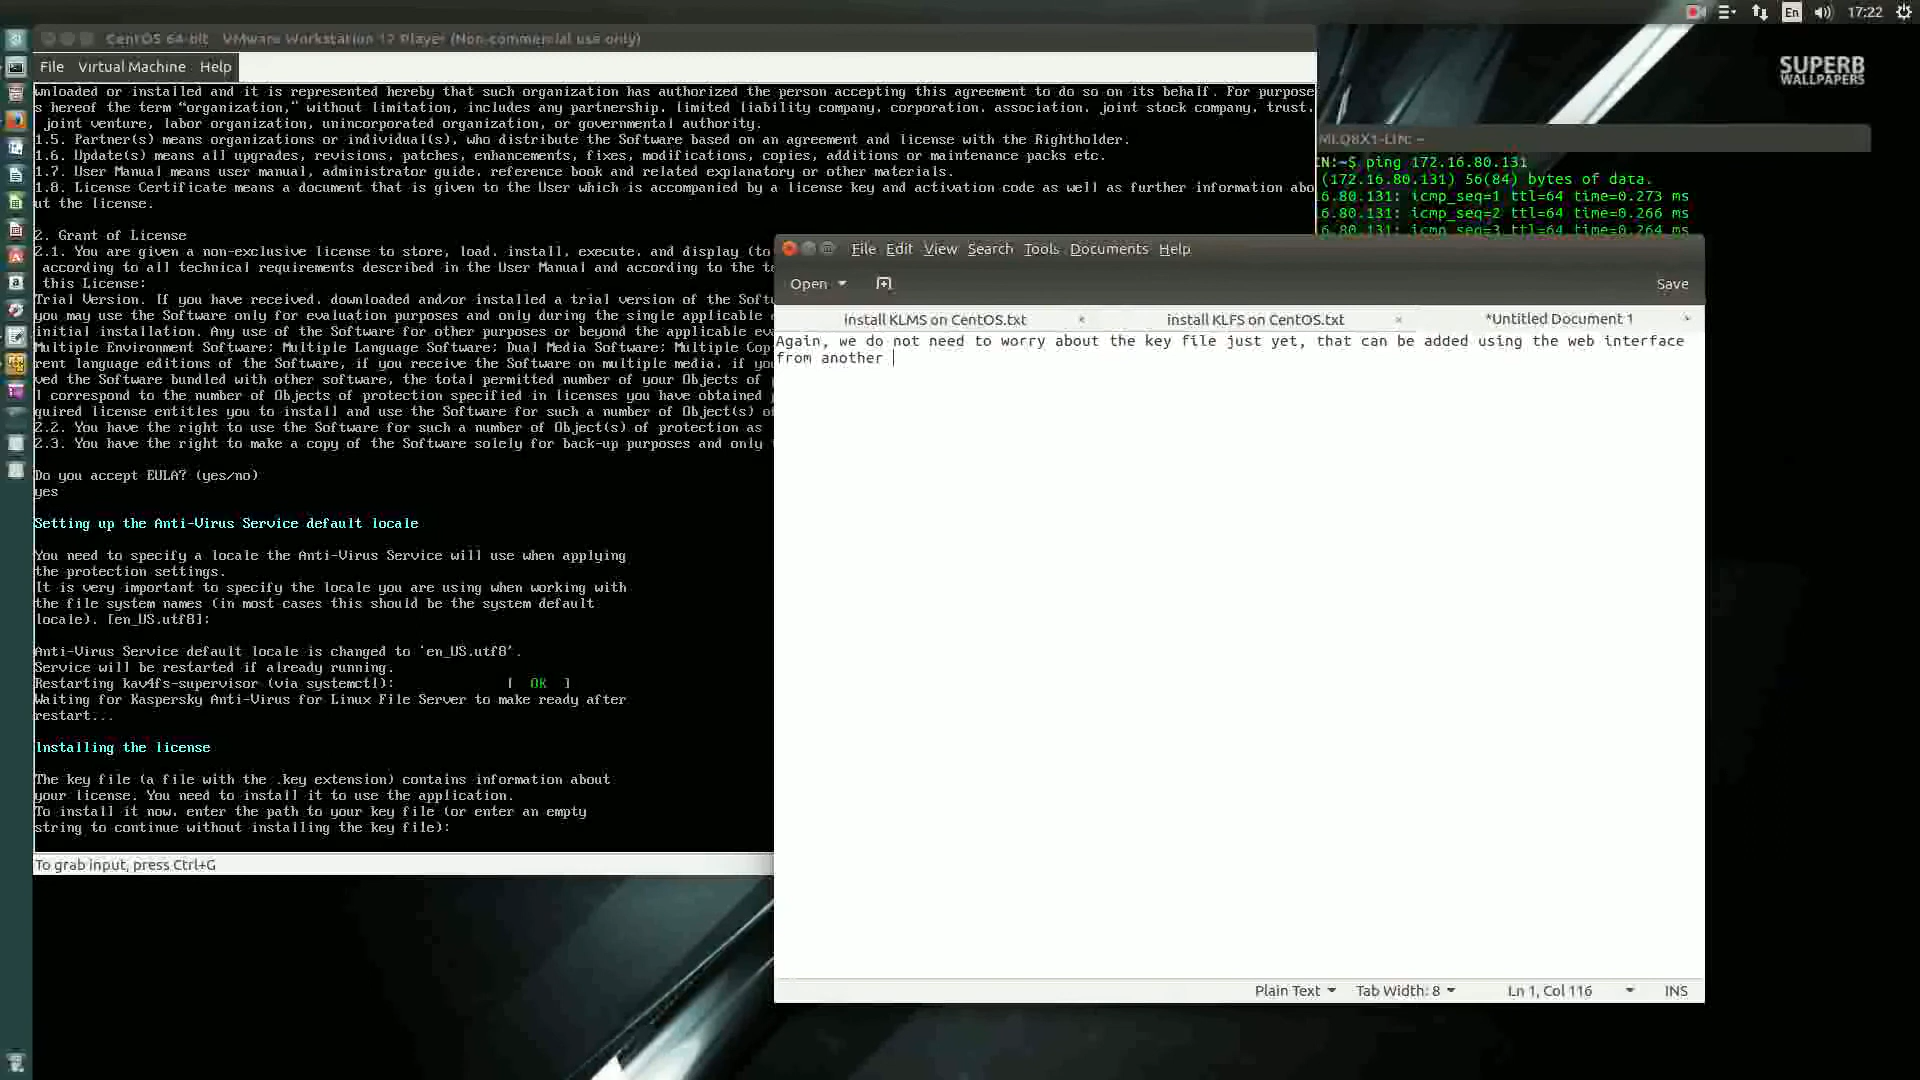 17:22
En
SUPERB
WALLPAPERS
CentOS 64-bit - VMware Workstation 12 Player (Non-commercial use only)
File Virtual Machine Help
wnloaded or installed and it is represented hereby that such organization has authorized the person accepting this agreement to do so on its behalf. For purpose
s hereof the term "organization," without limitation, includes any partnership, limited liability company, corporation, association, joint stock company, trust,
joint venture, labor organization, unincorporated organization, or governmental authority.
1.5. Partner(s) means organizations or individual(s), who distribute the Software based on an agreement and license with the Rightholder.
1.6. Update(s) means all upgrades, revisions, patches, enhancements, fixes, modifications, copies, additions or maintenance packs etc.
1.7. User Manual means user manual, administrator guide, reference book and related explanatory or other materials.
1.8. License Certificate means a document that is given to the User which is accompanied by a license key and activation code as well as further information abo
ut the license.
2. Grant of License
2.1. You are given a non-exclusive license to store, load, install, execute, and display (to
according to all technical requirements described in the User Manual and according to the te
this License:
Trial Version. If you have received, downloaded and/or installed a trial version of the Soft
you may use the Software only for evaluation purposes and only during the single applicable
initial installation. Any use of the Software for other purposes or beyond the applicable ev
Multiple Environment Software; Multiple Language Software; Dual Media Software; Multiple Cop
rent language editions of the Software, if you receive the Software on multiple media, if yo
ved the Software bundled with other software, the total permitted number of your Objects of
l correspond to the number of Objects of protection specified in licenses you have obtained
quired license entitles you to install and use the Software for such a number of Object(s) o
2.2. You have the right to use the Software for such a number of Object(s) of protection as
2.3. You have the right to make a copy of the Software solely for back-up purposes and only
Do you accept EULA? (yes/no)
yes
Setting up the Anti-Virus Service default locale
You need to specify a locale the Anti-Virus Service will use when applying
the protection settings.
It is very important to specify the locale you are using when working with
the file system names (in most cases this should be the system default
locale). [en_US.utf8]:
Anti-Virus Service default locale is changed to 'en_US.utf8'.
Service will be restarted if already running.
Restarting kav4fs-supervisor (via systemctl): [ OK ]
Waiting for Kaspersky Anti-Virus for Linux File Server to make ready after
restart...
Installing the license
The key file (a file with the .key extension) contains information about
your license. You need to install it to use the application.
To install it now, enter the path to your key file (or enter an empty
string to continue without installing the key file):
To grab input, press Ctrl+G
MLQ8X1-LIN: ~
IN:~$ ping 172.16.80.131
(172.16.80.131) 56(84) bytes of data.
16.80.131: icmp_seq=1 ttl=64 time=0.273 ms
16.80.131: icmp_seq=2 ttl=64 time=0.266 ms
16.80.131: icmp_seq=3 ttl=64 time=0.264 ms
File Edit View Search Tools Documents Help
Open Save
install KLMS on CentOS.txt × install KLFS on CentOS.txt × *Untitled Document 1
Again, we do not need to worry about the key file just yet, that can be added using the web interface
from another
Plain Text Tab Width: 8 Ln 1, Col 116 INS